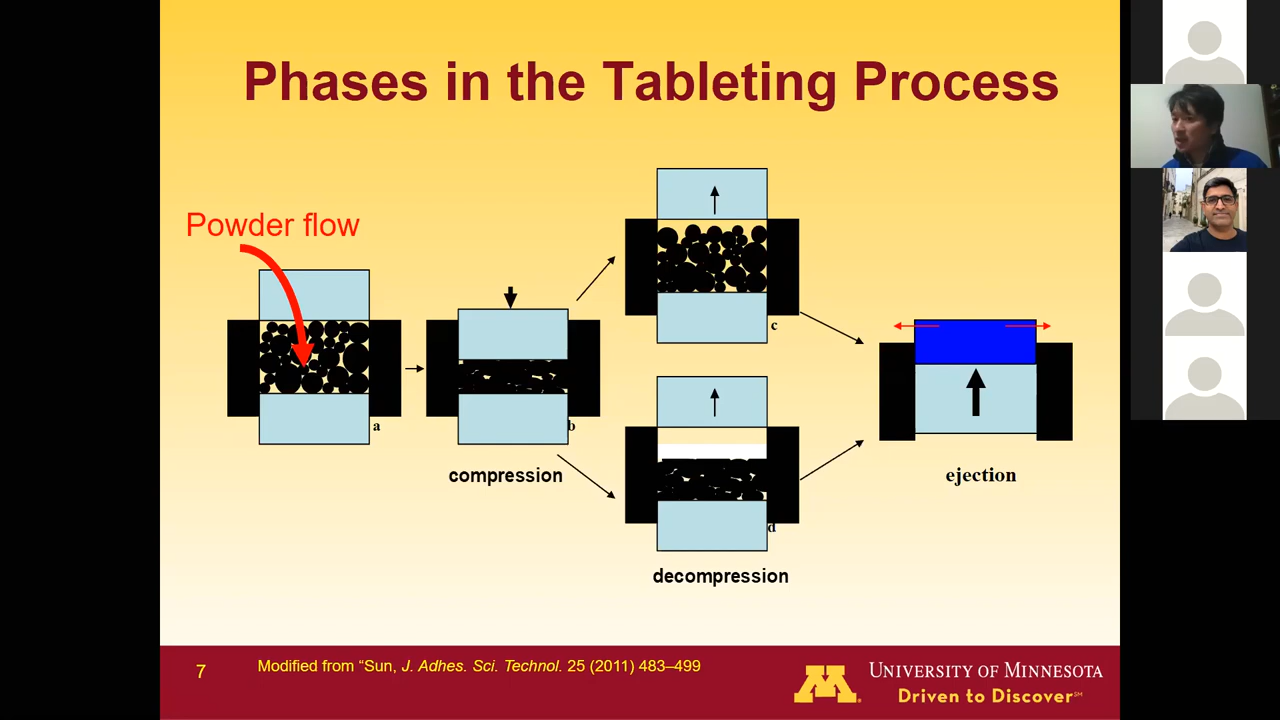 Phases in the Tableting Process
Powder flow
a
b
compression
c
d
decompression
ejection
7
Modified from “Sun, J. Adhes. Sci. Technol. 25 (2011) 483–499
M
UNIVERSITY OF MINNESOTA
Driven to Discover℠